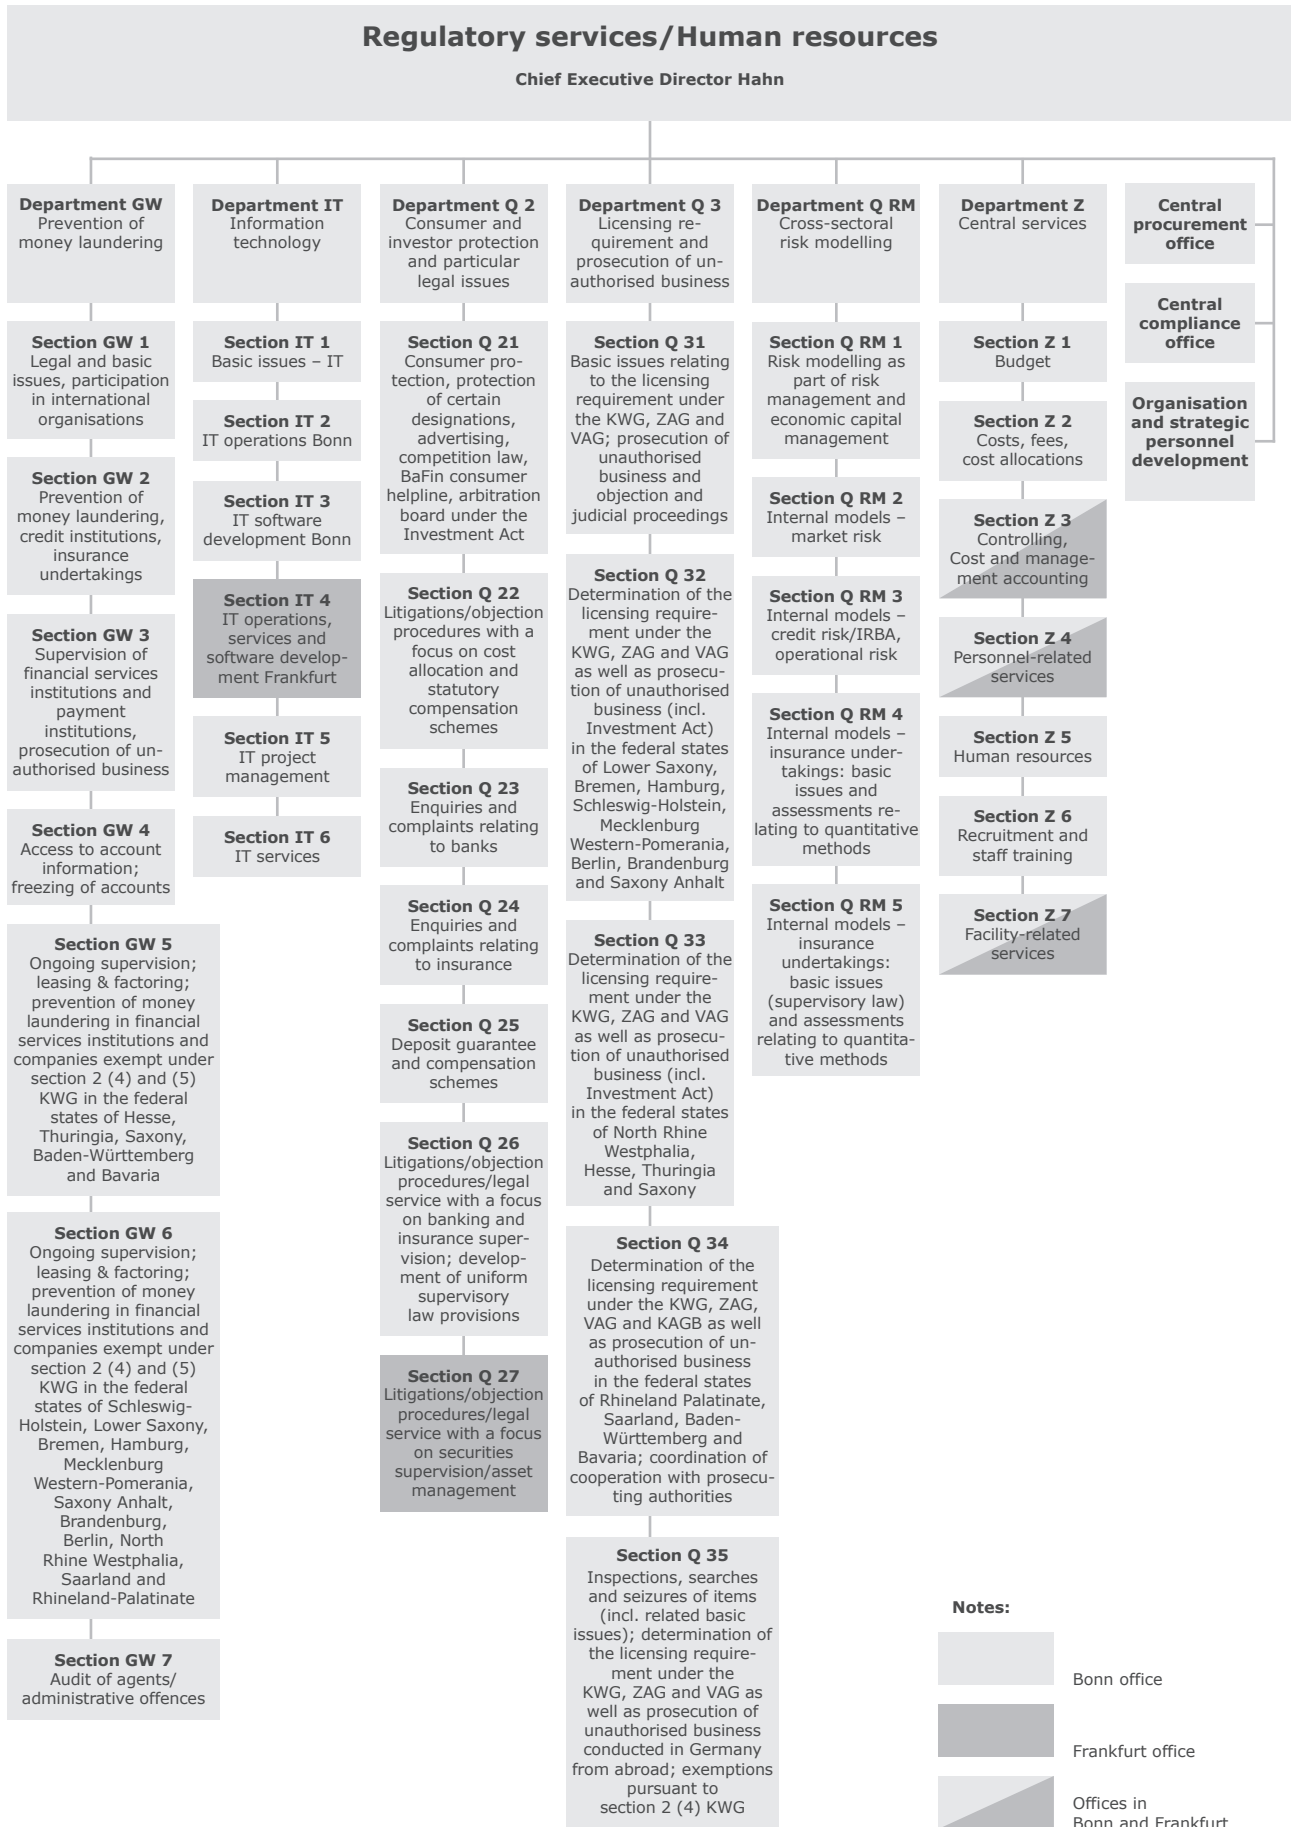 Regulatory services/Human resources
Chief Executive Director Hahn
Department GW
Prevention of
money laundering
Section GW 1
Legal and basic
issues, participation
in international
organisations
Section GW 2
Prevention of
money laundering,
credit institutions,
insurance
undertakings
Section GW 3
Supervision of
financial services
institutions and
payment
institutions,
prosecution of un-
authorised business
Section GW 4
Access to account
information;
freezing of accounts
Section GW 5
Ongoing supervision;
leasing & factoring;
prevention of money
laundering in financial
services institutions and
companies exempt under
section 2 (4) and (5)
KWG in the federal
states of Hesse,
Thuringia, Saxony,
Baden-Württemberg
and Bavaria
Section GW 6
Ongoing supervision;
leasing & factoring;
prevention of money
laundering in financial
services institutions and
companies exempt under
section 2 (4) and (5)
KWG in the federal
states of Schleswig-
Holstein, Lower Saxony,
Bremen, Hamburg,
Mecklenburg
Western-Pomerania,
Saxony Anhalt,
Brandenburg,
Berlin, North
Rhine Westphalia,
Saarland and
Rhineland-Palatinate
Section GW 7
Audit of agents/
administrative offences
Department IT
Information
technology
Section IT 1
Basic issues – IT
Section IT 2
IT operations Bonn
Section IT 3
IT software
development Bonn
Section IT 4
IT operations,
services and
software develop-
ment Frankfurt
Section IT 5
IT project
management
Section IT 6
IT services
Department Q 2
Consumer and
investor protection
and particular
legal issues
Section Q 21
Consumer pro-
tection, protection
of certain
designations,
advertising,
competition law,
BaFin consumer
helpline, arbitration
board under the
Investment Act
Section Q 22
Litigations/objection
procedures with a
focus on cost
allocation and
statutory
compensation
schemes
Section Q 23
Enquiries and
complaints relating
to banks
Section Q 24
Enquiries and
complaints relating
to insurance
Section Q 25
Deposit guarantee
and compensation
schemes
Section Q 26
Litigations/objection
procedures/legal
service with a focus
on banking and
insurance super-
vision; develop-
ment of uniform
supervisory
law provisions
Section Q 27
Litigations/objection
procedures/legal
service with a focus
on securities
supervision/asset
management
Department Q 3
Licensing re-
quirement and
prosecution of un-
authorised business
Section Q 31
Basic issues relating
to the licensing
requirement under
the KWG, ZAG and
VAG; prosecution of
unauthorised
business and
objection and
judicial proceedings
Section Q 32
Determination of the
licensing require-
ment under the
KWG, ZAG and VAG
as well as prosecu-
tion of unauthorised
business (incl.
Investment Act)
in the federal states
of Lower Saxony,
Bremen, Hamburg,
Schleswig-Holstein,
Mecklenburg
Western-Pomerania,
Berlin, Brandenburg
and Saxony Anhalt
Section Q 33
Determination of the
licensing require-
ment under the
KWG, ZAG and VAG
as well as prosecu-
tion of unauthorised
business (incl.
Investment Act)
in the federal states
of North Rhine
Westphalia,
Hesse, Thuringia
and Saxony
Section Q 34
Determination of the
licensing requirement
under the KWG, ZAG,
VAG and KAGB as well
as prosecution of un-
authorised business
in the federal states
of Rhineland Palatinate,
Saarland, Baden-
Württemberg and
Bavaria; coordination of
cooperation with prosecu-
ting authorities
Section Q 35
Inspections, searches
and seizures of items
(incl. related basic
issues); determination of
the licensing require-
ment under the
KWG, ZAG and VAG as
well as prosecution of
unauthorised business
conducted in Germany
from abroad; exemptions
pursuant to
section 2 (4) KWG
Department Q RM
Cross-sectoral
risk modelling
Section Q RM 1
Risk modelling as
part of risk
management and
economic capital
management
Section Q RM 2
Internal models –
market risk
Section Q RM 3
Internal models –
credit risk/IRBA,
operational risk
Section Q RM 4
Internal models –
insurance under-
takings: basic
issues and
assessments re-
lating to quantitative
methods
Section Q RM 5
Internal models –
insurance
undertakings:
basic issues
(supervisory law)
and assessments
relating to quantita-
tive methods
Department Z
Central services
Section Z 1
Budget
Section Z 2
Costs, fees,
cost allocations
Section Z 3
Controlling,
Cost and manage-
ment accounting
Section Z 4
Personnel-related
services
Section Z 5
Human resources
Section Z 6
Recruitment and
staff training
Section Z 7
Facility-related
services
Central
procurement
office
Central
compliance
office
Organisation
and strategic
personnel
development
Notes:
Bonn office
Frankfurt office
Offices in
Bonn and Frankfurt